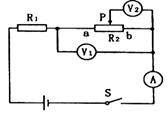 P V₂
R₁ a R₂ b
V₁
A
S